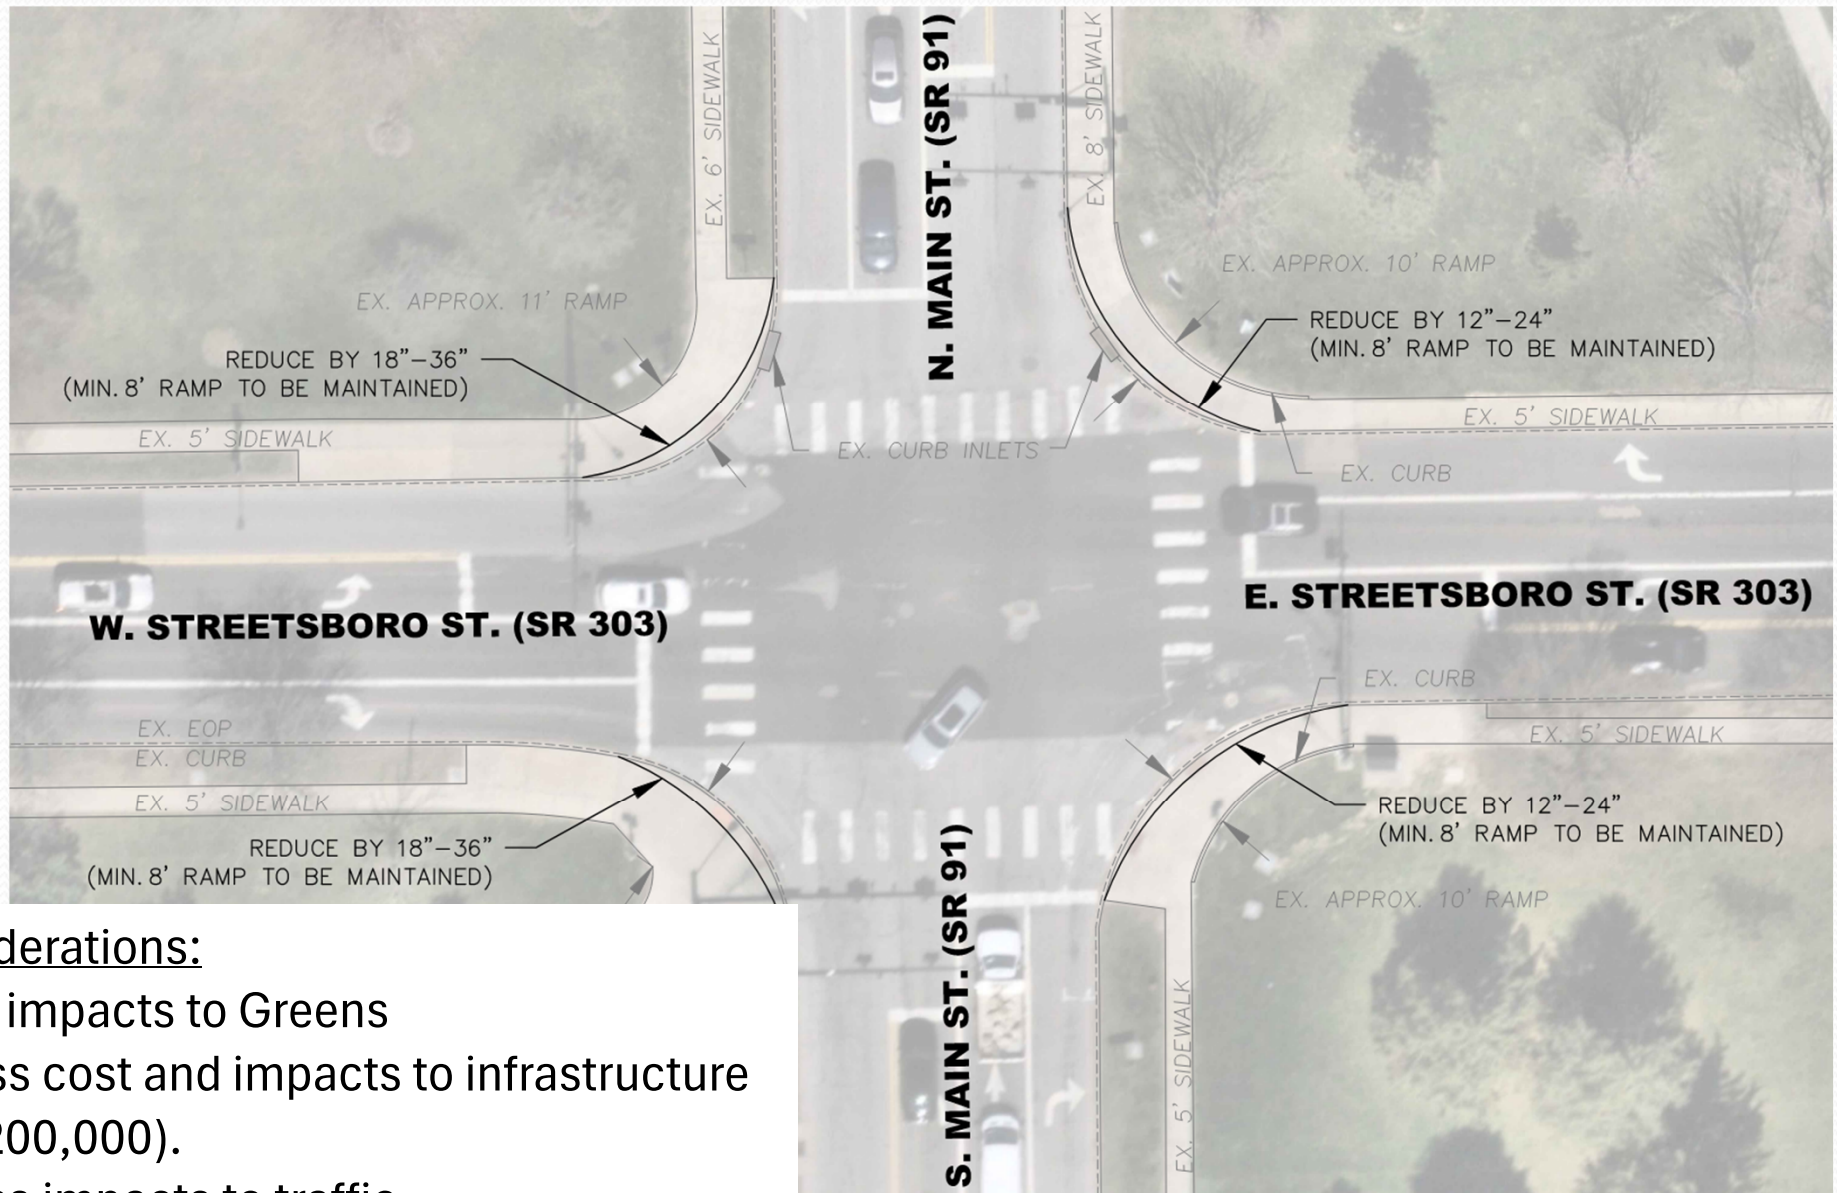 EX. 6' SIDEWALK
N. MAIN ST. (SR 91)
EX. 8' SIDEWALK
EX. APPROX. 11' RAMP
EX. APPROX. 10' RAMP
REDUCE BY 18"–36"
(MIN. 8' RAMP TO BE MAINTAINED)
REDUCE BY 12"–24"
(MIN. 8' RAMP TO BE MAINTAINED)
EX. 5' SIDEWALK
EX. CURB INLETS
EX. 5' SIDEWALK
EX. CURB
W. STREETSBORO ST. (SR 303)
E. STREETSBORO ST. (SR 303)
EX. EOP
EX. CURB
EX. 5' SIDEWALK
EX. CURB
EX. 5' SIDEWALK
REDUCE BY 18"–36"
(MIN. 8' RAMP TO BE MAINTAINED)
REDUCE BY 12"–24"
(MIN. 8' RAMP TO BE MAINTAINED)
EX. APPROX. 10' RAMP
S. MAIN ST. (SR 91)
EX. 5' SIDEWALK
derations:
impacts to Greens
ss cost and impacts to infrastructure
200,000).
impacts to traffic